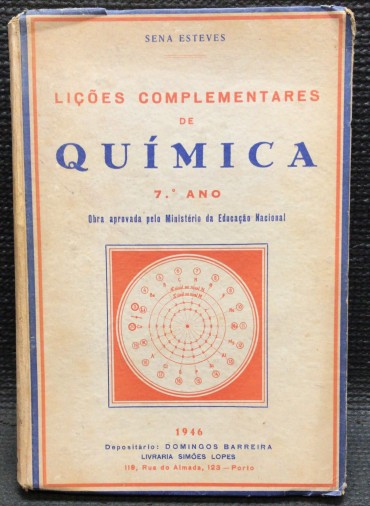 SENA ESTEVES
LIÇÕES COMPLEMENTARES
DE
QUÍMICA
7.º ANO
Obra aprovada pelo Ministério da Educação Nacional
1946
Depositário: DOMINGOS BARREIRA
LIVRARIA SIMÕES LOPES
119, Rua do Almada, 123 — Porto